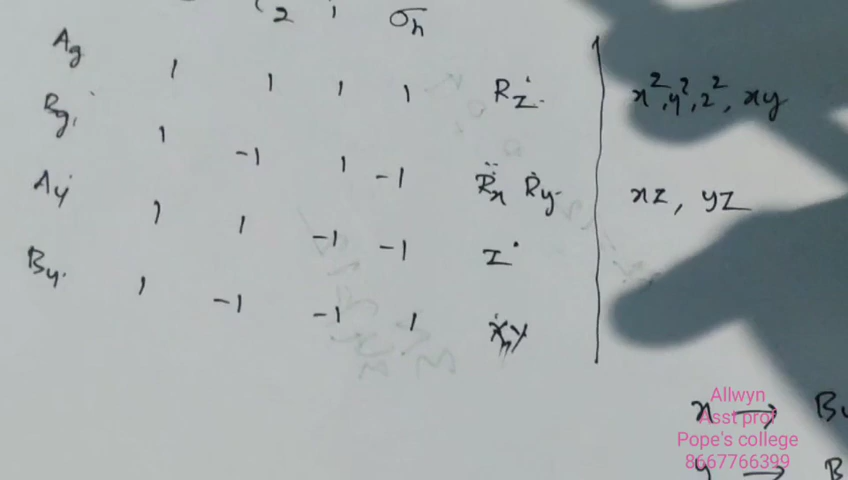 C2 i σh
Ag 1 1 1 1 Rz x², y², z², xy
Bg 1 -1 1 -1 Rx Ry xz, yz
Au 1 1 -1 -1 z
Bu 1 -1 -1 1 x, y
x → Bu
y → B
Allwyn
Asst prof
Pope's college
8667766399